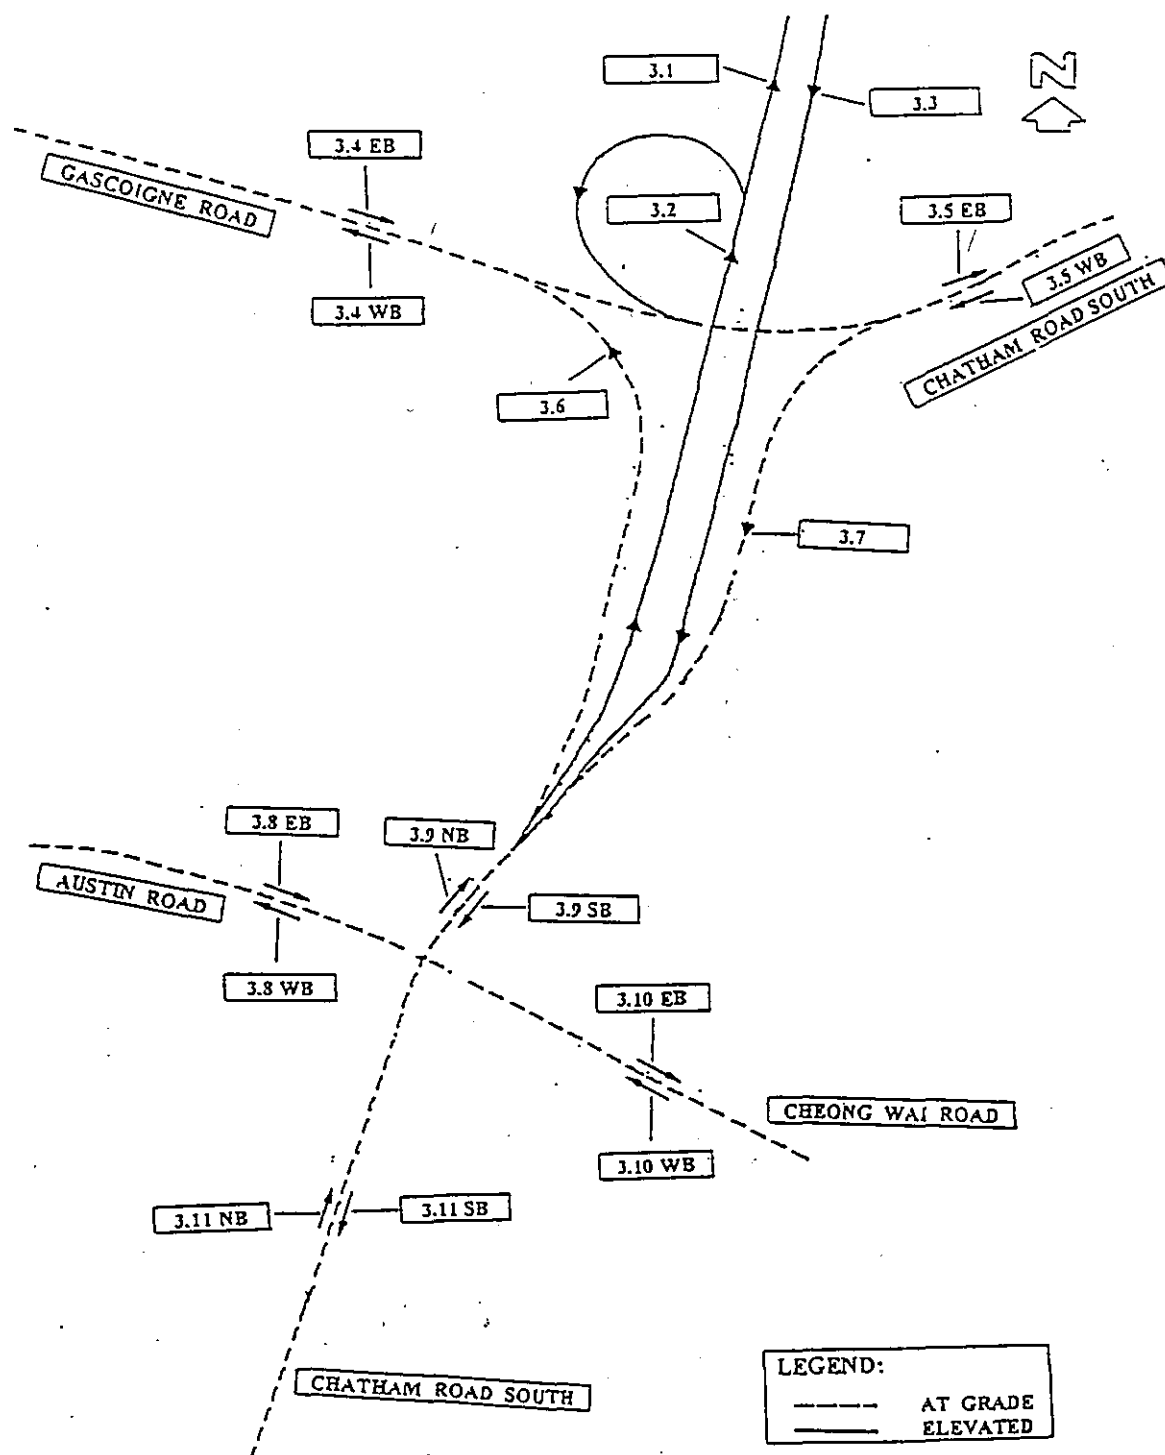 3.1
3.3
N
3.4 EB
GASCOIGNE ROAD
3.2
3.5 EB
3.5 WB
3.4 WB
CHATHAM ROAD SOUTH
3.6
3.7
3.8 EB
3.9 NB
AUSTIN ROAD
3.9 SB
3.8 WB
3.10 EB
CHEONG WAI ROAD
3.10 WB
3.11 NB
3.11 SB
CHATHAM ROAD SOUTH
LEGEND:
AT GRADE
ELEVATED